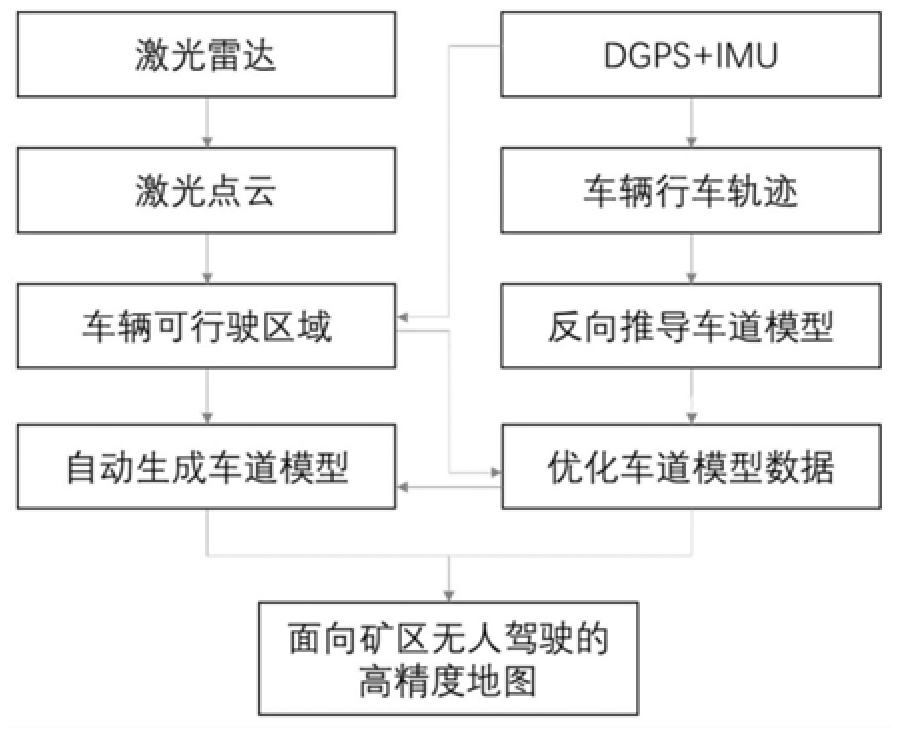 激光雷达
DGPS+IMU
激光点云
车辆行车轨迹
车辆可行驶区域
反向推导车道模型
自动生成车道模型
优化车道模型数据
面向矿区无人驾驶的
高精度地图